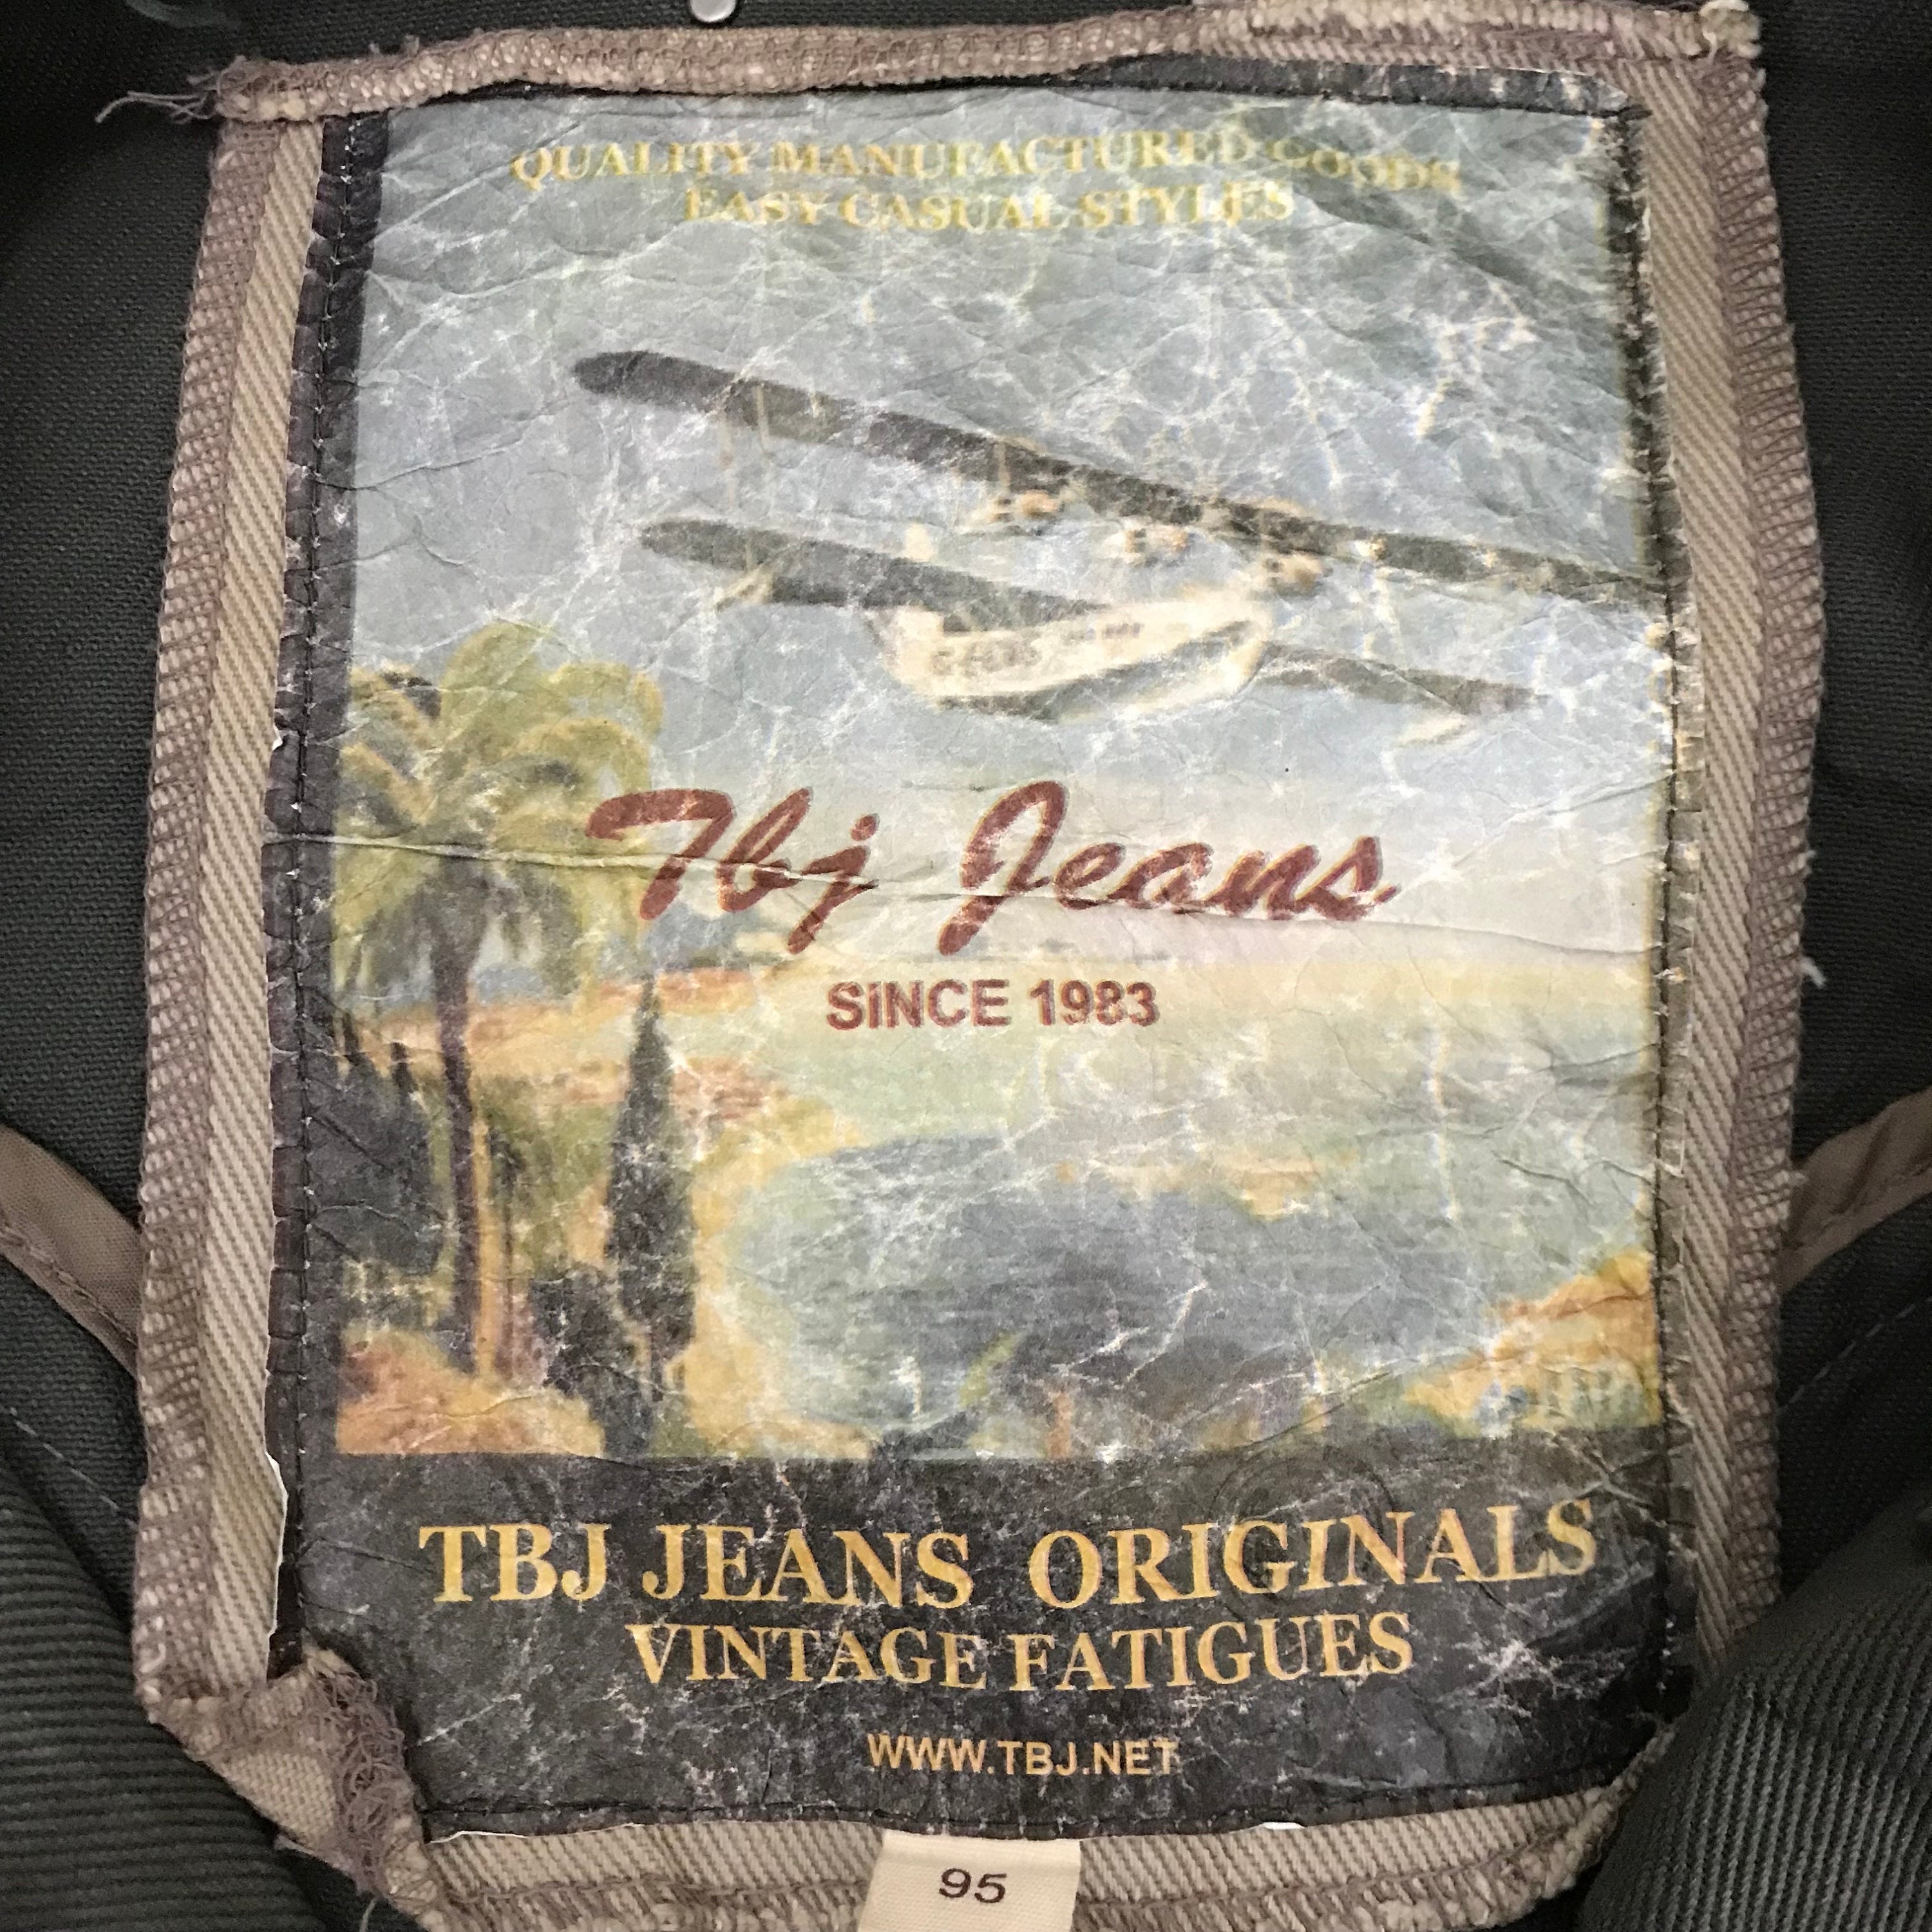 QUALITY MANUFACTURED GOODS
EASY CASUAL STYLES
Tbj Jeans
SINCE 1983
TBJ JEANS ORIGINALS
VINTAGE FATIGUES
WWW.TBJ.NET
95